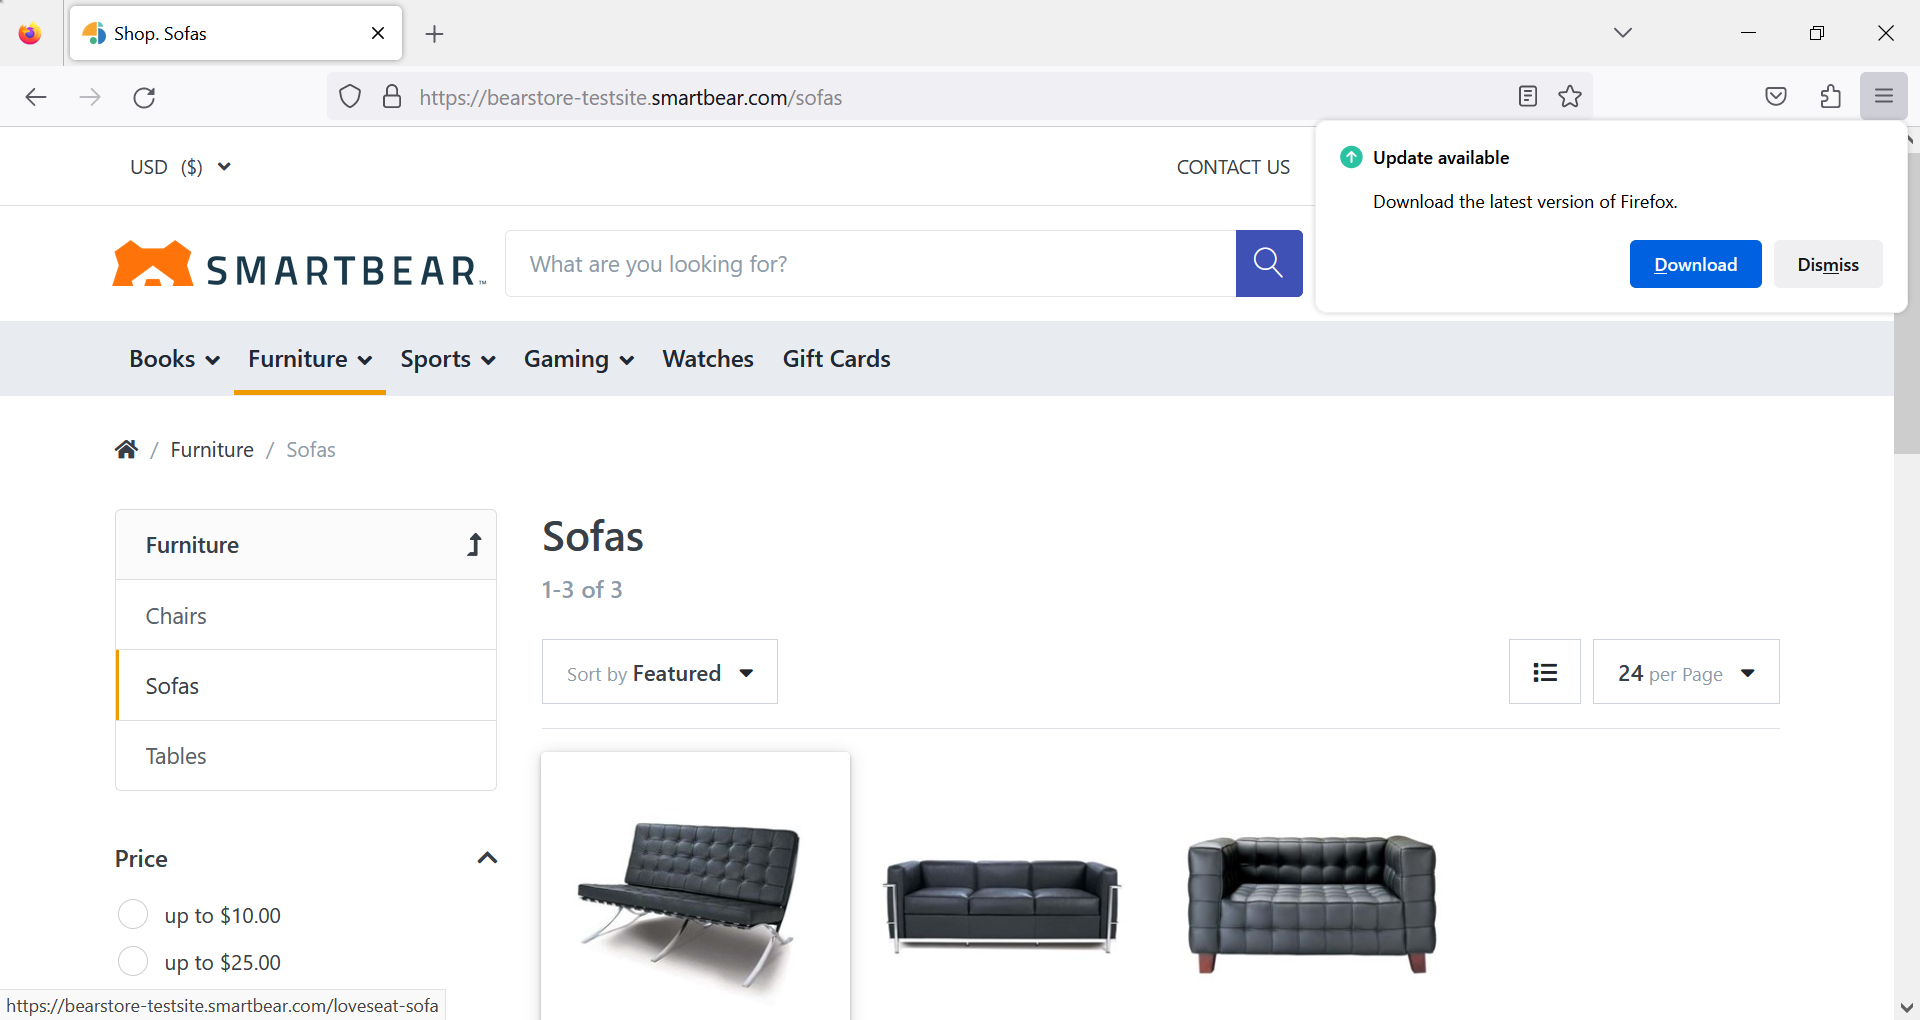 Shop. Sofas
https://bearstore-testsite.smartbear.com/sofas
Update available
Download the latest version of Firefox.
Download
Dismiss
USD ($)
CONTACT US
SMARTBEAR™
What are you looking for?
Books
Furniture
Sports
Gaming
Watches
Gift Cards
/ Furniture / Sofas
Furniture
Chairs
Sofas
Tables
Sofas
1-3 of 3
Sort by Featured
24 per Page
Price
up to $10.00
up to $25.00
https://bearstore-testsite.smartbear.com/loveseat-sofa